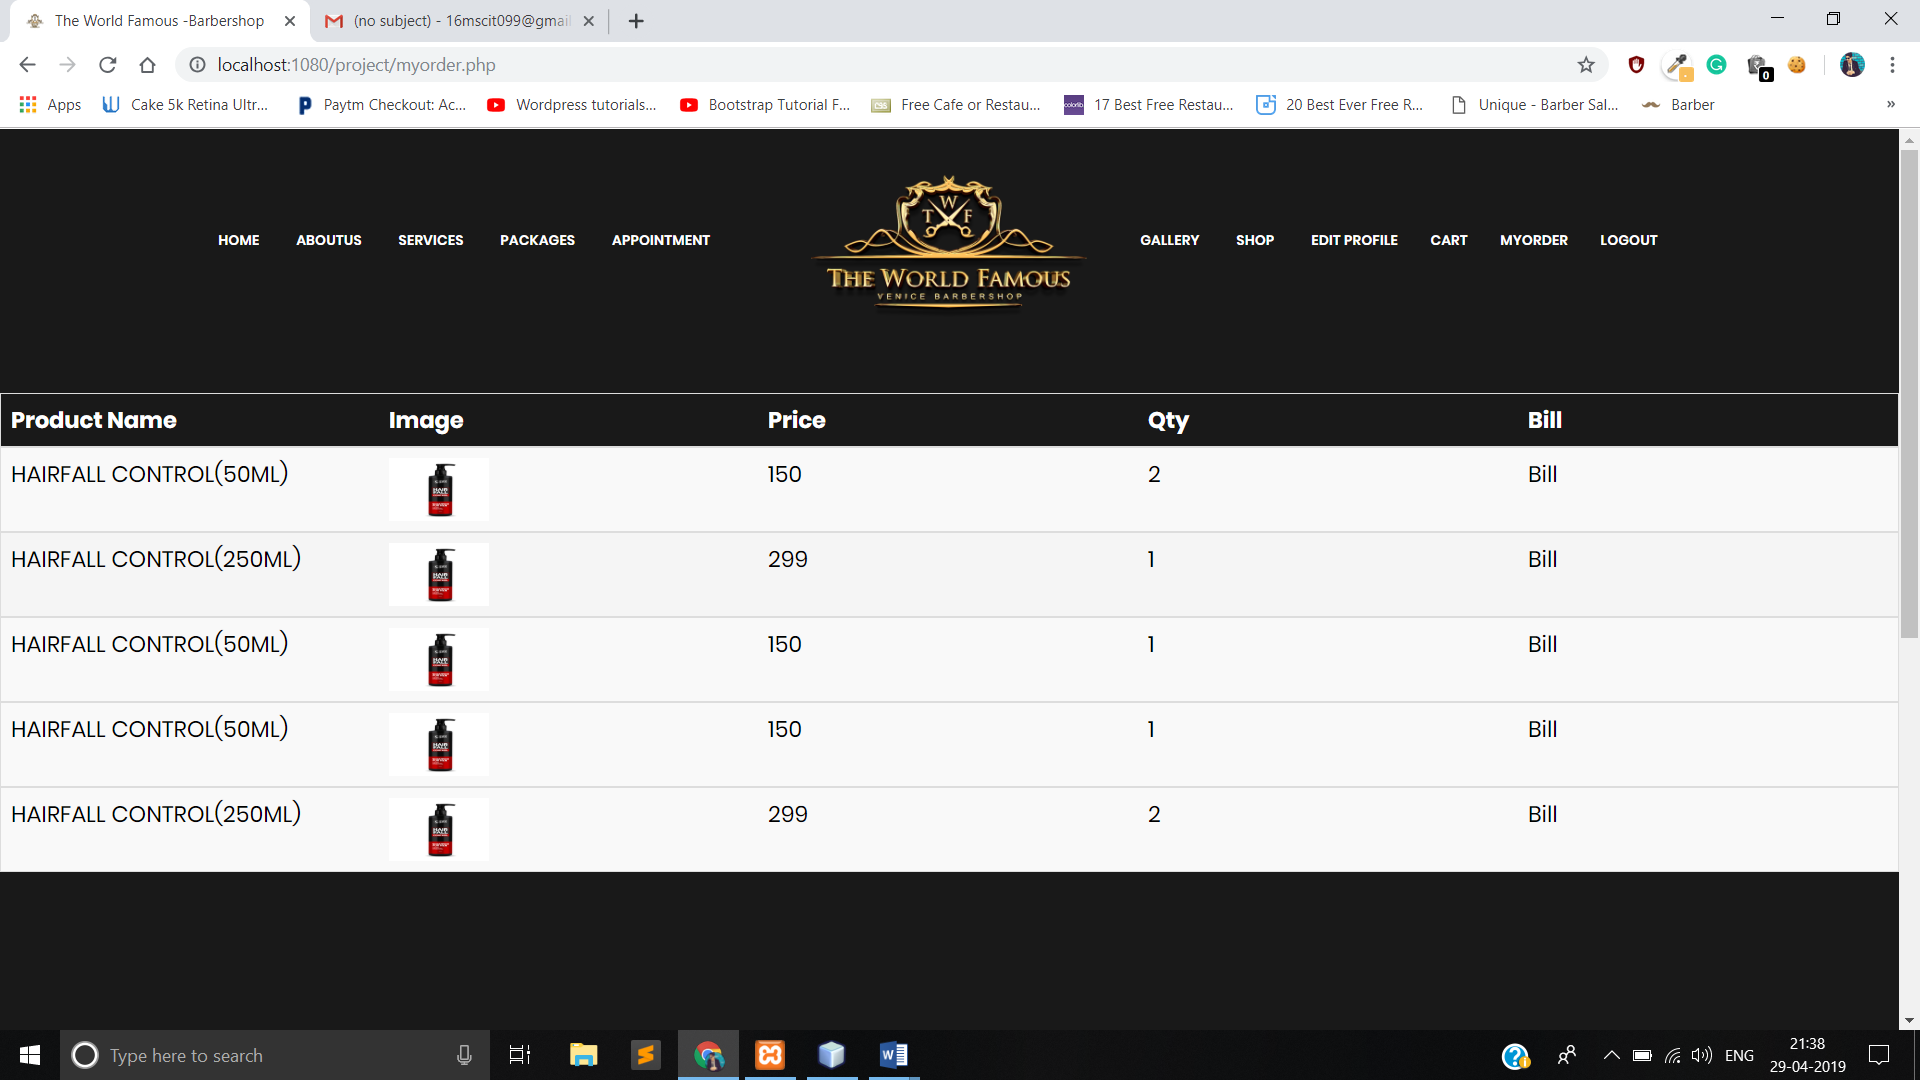 The World Famous -Barbershop
(no subject) - 16mscit099@gmai
localhost:1080/project/myorder.php
Apps
Cake 5k Retina Ultr...
Paytm Checkout: Ac...
Wordpress tutorials...
Bootstrap Tutorial F...
CSS
Free Cafe or Restau...
colorlib
17 Best Free Restau...
20 Best Ever Free R...
Unique - Barber Sal...
Barber
»
0
HOME ABOUTUS SERVICES PACKAGES APPOINTMENT
T W F
THE WORLD FAMOUS
VENICE BARBERSHOP
GALLERY SHOP EDIT PROFILE CART MYORDER LOGOUT
Product Name Image Price Qty Bill
HAIRFALL CONTROL(50ML) 150 2 Bill
HAIRFALL CONTROL(250ML) 299 1 Bill
HAIRFALL CONTROL(50ML) 150 1 Bill
HAIRFALL CONTROL(50ML) 150 1 Bill
HAIRFALL CONTROL(250ML) 299 2 Bill
Type here to search
ENG
21:38
29-04-2019